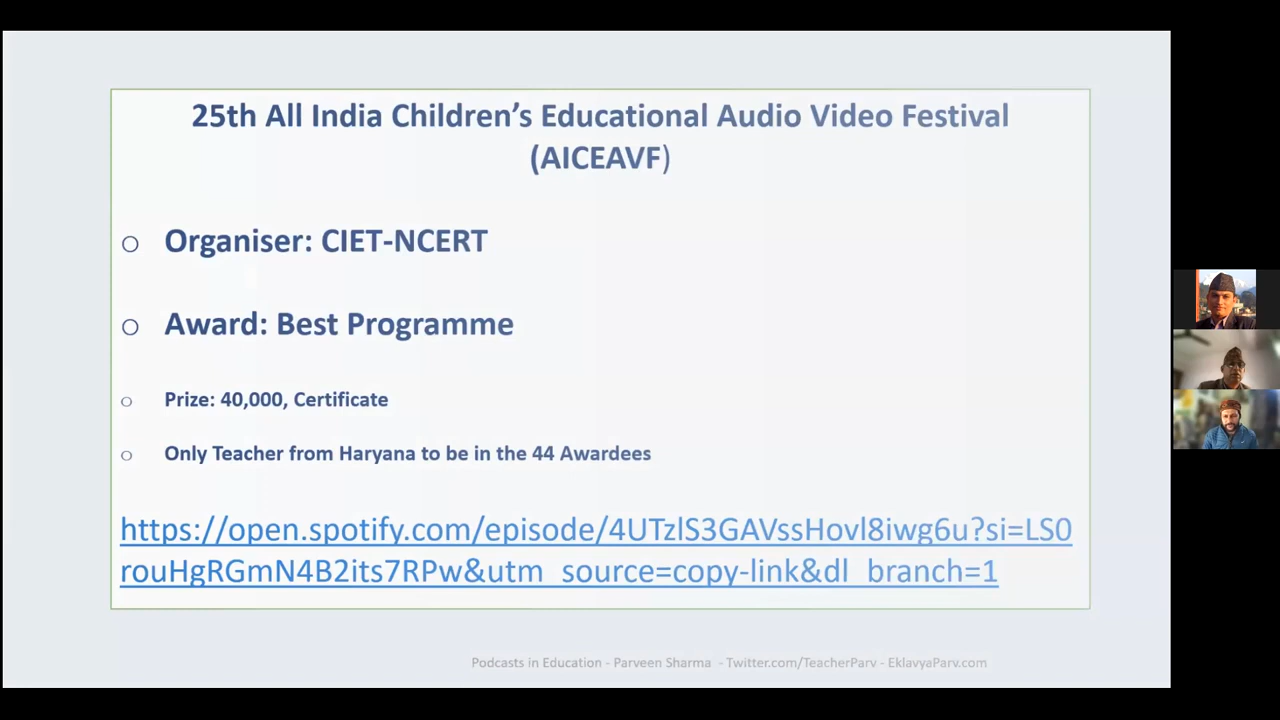 25th All India Children’s Educational Audio Video Festival
(AICEAVF)
o Organiser: CIET-NCERT
o Award: Best Programme
o Prize: 40,000, Certificate
o Only Teacher from Haryana to be in the 44 Awardees
https://open.spotify.com/episode/4UTzlS3GAVssHovl8iwg6u?si=LS0
rouHgRGmN4B2its7RPw&utm_source=copy-link&dl_branch=1
Podcasts in Education - Parveen Sharma - Twitter.com/TeacherParv - EklavyaParv.com